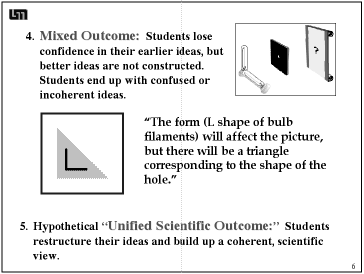 4. Mixed Outcome: Students lose
confidence in their earlier ideas, but
better ideas are not constructed.
Students end up with confused or
incoherent ideas.
?
“The form (L shape of bulb
filaments) will affect the picture,
but there will be a triangle
corresponding to the shape of the
hole.”
5. Hypothetical “Unified Scientific Outcome:” Students
restructure their ideas and build up a coherent, scientific
view.
6